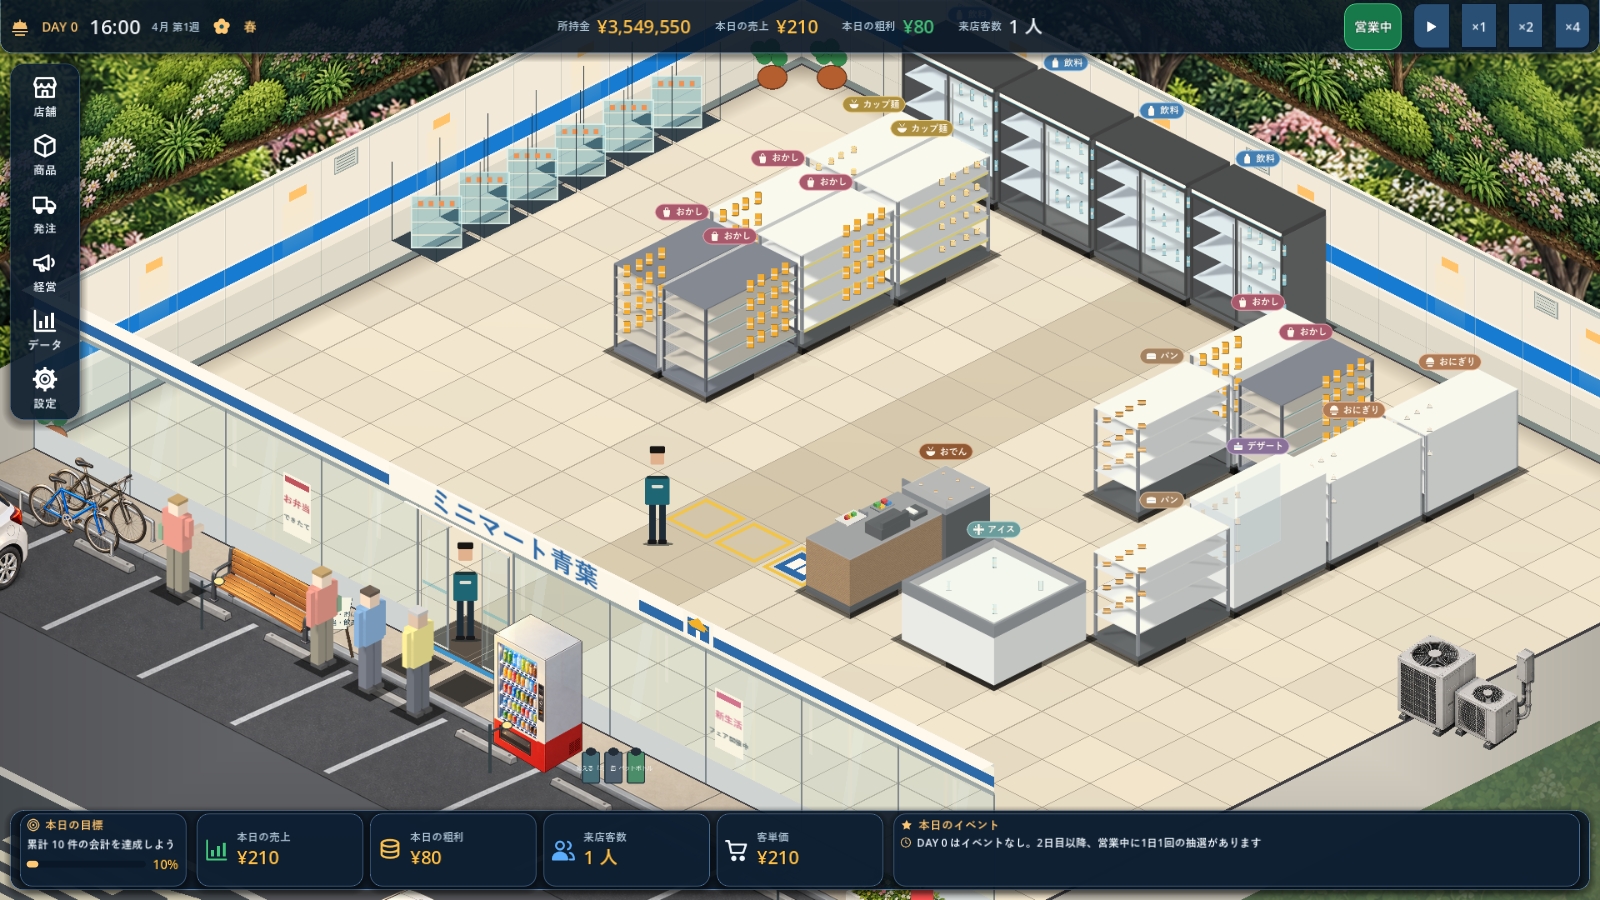 DAY 0 16:00 4月 第1週 春
所持金 ¥3,549,550 本日の売上 ¥210 本日の粗利 ¥80 来店客数 1 人
営業中 ×1 ×2 ×4
店舗
商品
発注
経営
データ
設定
飲料
飲料
飲料
カップ麺
カップ麺
おかし
おかし
おかし
おかし
おかし
おかし
パン
おにぎり
おにぎり
デザート
おでん
パン
アイス
お弁当
できたて
ミニマート青葉
新生活
本日の目標
累計 10 件の会計を達成しよう
10%
本日の売上
¥210
本日の粗利
¥80
来店客数
1 人
客単価
¥210
本日のイベント
DAY 0 はイベントなし。2日目以降、営業中に1日1回の抽選があります